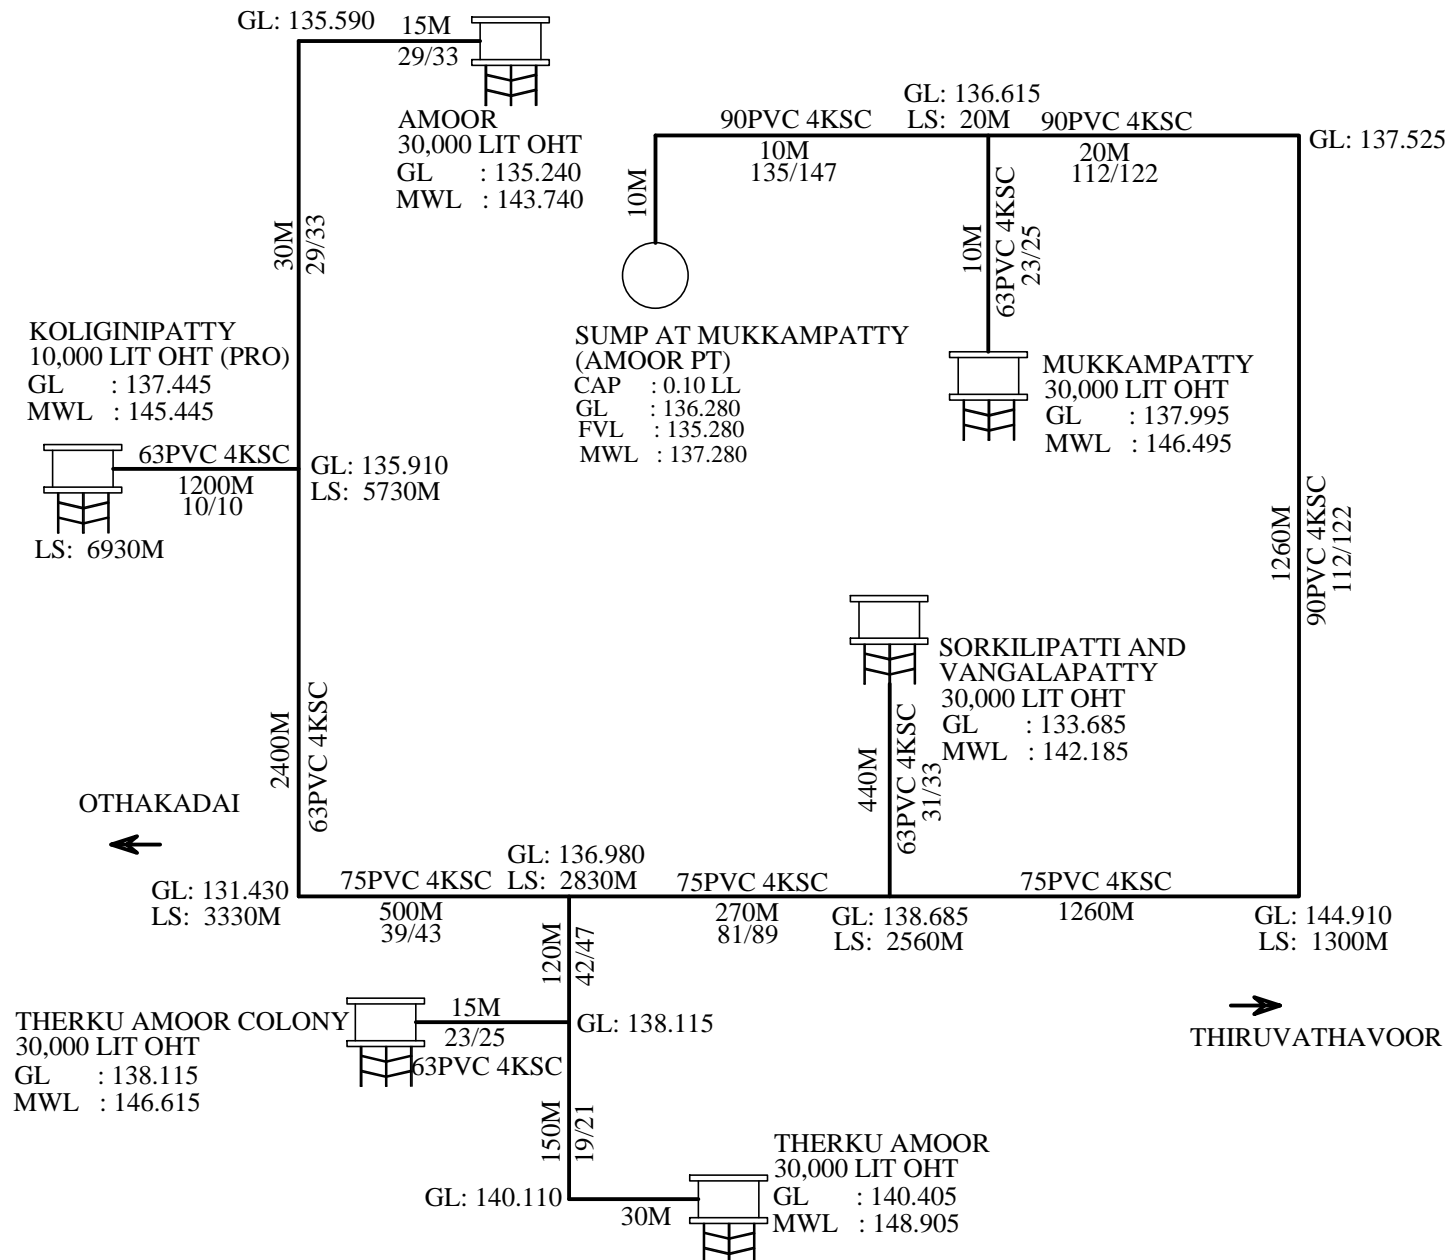 GL: 135.590
15M
29/33
AMOOR
30,000 LIT OHT
GL : 135.240
MWL : 143.740
30M
29/33
90PVC 4KSC
10M
135/147
10M
GL: 136.615
LS: 20M
90PVC 4KSC
20M
112/122
GL: 137.525
10M
63PVC 4KSC
23/25
SUMP AT MUKKAMPATTY
(AMOOR PT)
CAP : 0.10 LL
GL : 136.280
FVL : 135.280
MWL : 137.280
MUKKAMPATTY
30,000 LIT OHT
GL : 137.995
MWL : 146.495
KOLIGINIPATTY
10,000 LIT OHT (PRO)
GL : 137.445
MWL : 145.445
63PVC 4KSC
1200M
10/10
LS: 6930M
GL: 135.910
LS: 5730M
1260M
90PVC 4KSC
112/122
SORKILIPATTI AND
VANGALAPATTY
30,000 LIT OHT
GL : 133.685
MWL : 142.185
440M
63PVC 4KSC
31/33
2400M
63PVC 4KSC
OTHAKADAI
GL: 131.430
LS: 3330M
75PVC 4KSC
500M
39/43
GL: 136.980
LS: 2830M
75PVC 4KSC
270M
81/89
GL: 138.685
LS: 2560M
75PVC 4KSC
1260M
GL: 144.910
LS: 1300M
120M
42/47
THERKU AMOOR COLONY
30,000 LIT OHT
GL : 138.115
MWL : 146.615
15M
23/25
63PVC 4KSC
GL: 138.115
THIRUVATHAVOOR
150M
19/21
GL: 140.110
30M
THERKU AMOOR
30,000 LIT OHT
GL : 140.405
MWL : 148.905